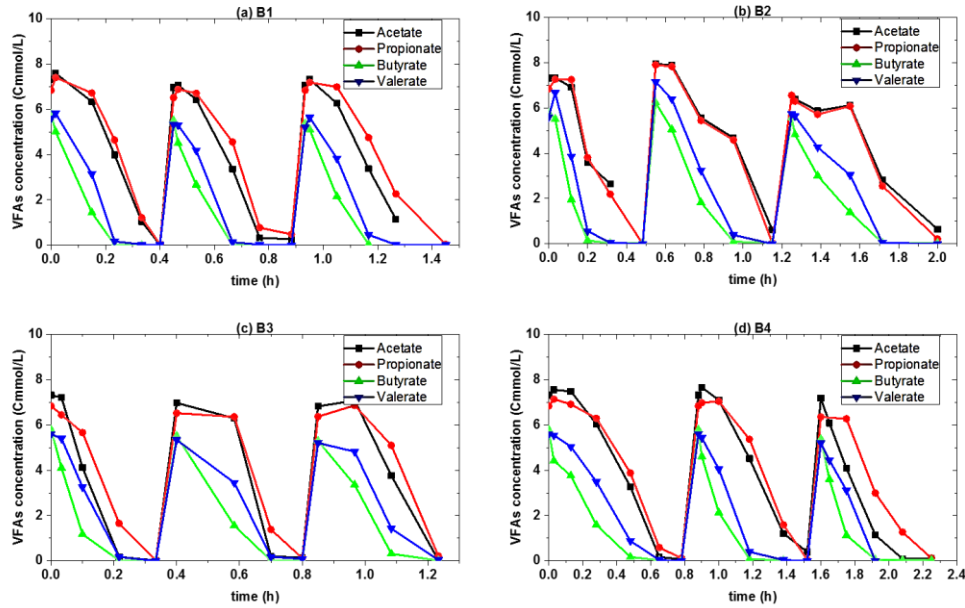 (a) B1
VFAs concentration (Cmmol/L)
10
8
6
4
2
0
Acetate
Propionate
Butyrate
Valerate
0.0 0.2 0.4 0.6 0.8 1.0 1.2 1.4
time (h)
(b) B2
VFAs concentration (Cmmol/L)
10
8
6
4
2
0
Acetate
Propionate
Butyrate
Valerate
0.0 0.2 0.4 0.6 0.8 1.0 1.2 1.4 1.6 1.8 2.0
time (h)
(c) B3
VFAs concentration (Cmmol/L)
10
8
6
4
2
0
Acetate
Propionate
Butyrate
Valerate
0.0 0.2 0.4 0.6 0.8 1.0 1.2
time (h)
(d) B4
VFAs concentration (Cmmol/L)
10
8
6
4
2
0
Acetate
Propionate
Butyrate
Valerate
0.0 0.2 0.4 0.6 0.8 1.0 1.2 1.4 1.6 1.8 2.0 2.2 2.4
time (h)